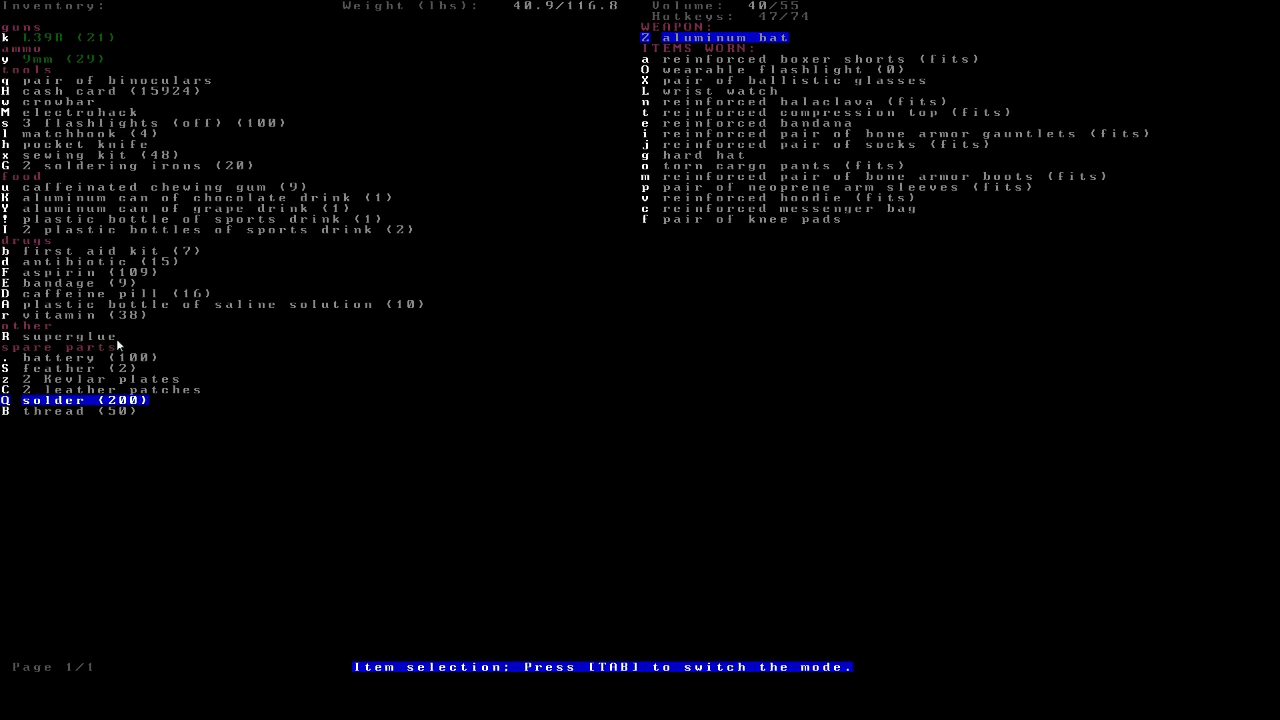 Inventory:
Weight (lbs): 40.9/116.8
Volume: 40/55
Hotkeys: 47/74
guns
k L39B (21)
ammo
y 9mm (29)
tools
q pair of binoculars
H cash card (15924)
w crowbar
M electrohack
s 3 flashlights (off) (100)
l matchbook (4)
h pocket knife
x sewing kit (48)
G 2 soldering irons (20)
food
u caffeinated chewing gum (9)
K aluminum can of chocolate drink (1)
Y aluminum can of grape drink (1)
! plastic bottle of sports drink (1)
I 2 plastic bottles of sports drink (2)
drugs
b first aid kit (7)
d antibiotic (15)
F aspirin (109)
E bandage (9)
D caffeine pill (16)
A plastic bottle of saline solution (10)
r vitamin (38)
other
R superglue
spare parts
. battery (100)
S feather (2)
z 2 Kevlar plates
C 2 leather patches
Q solder (200)
B thread (50)
WEAPON:
Z aluminum bat
ITEMS WORN:
a reinforced boxer shorts (fits)
O wearable flashlight (0)
X pair of ballistic glasses
L wrist watch
n reinforced balaclava (fits)
t reinforced compression top (fits)
e reinforced bandana
i reinforced pair of bone armor gauntlets (fits)
j reinforced pair of socks (fits)
g hard hat
o torn cargo pants (fits)
m reinforced pair of bone armor boots (fits)
p pair of neoprene arm sleeves (fits)
v reinforced hoodie (fits)
c reinforced messenger bag
f pair of knee pads
Page 1/1
Item selection: Press [TAB] to switch the mode.